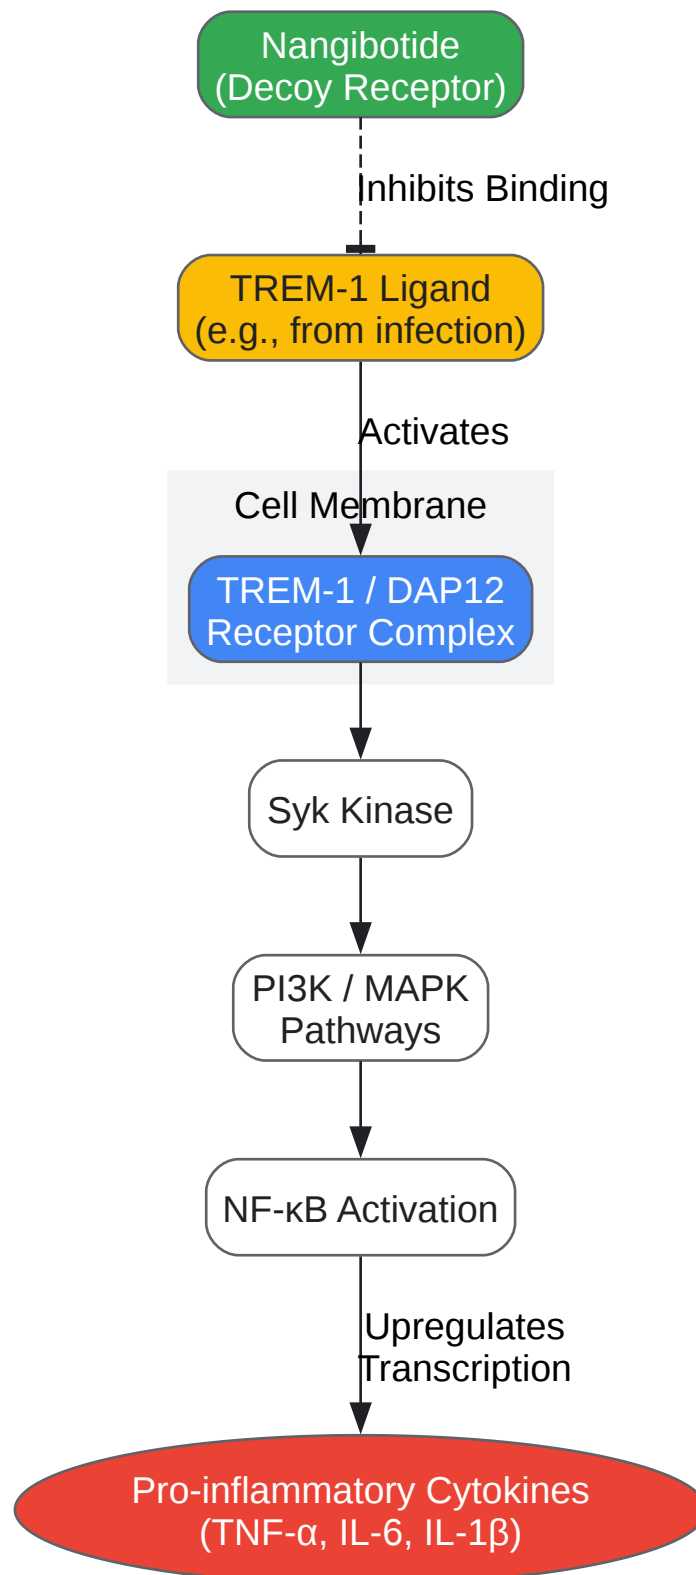 Nangibotide
(Decoy Receptor)
Inhibits Binding
TREM-1 Ligand
(e.g., from infection)
Activates
Cell Membrane
TREM-1 / DAP12
Receptor Complex
Syk Kinase
PI3K / MAPK
Pathways
NF-κB Activation
Upregulates
Transcription
Pro-inflammatory Cytokines
(TNF-α, IL-6, IL-1β)